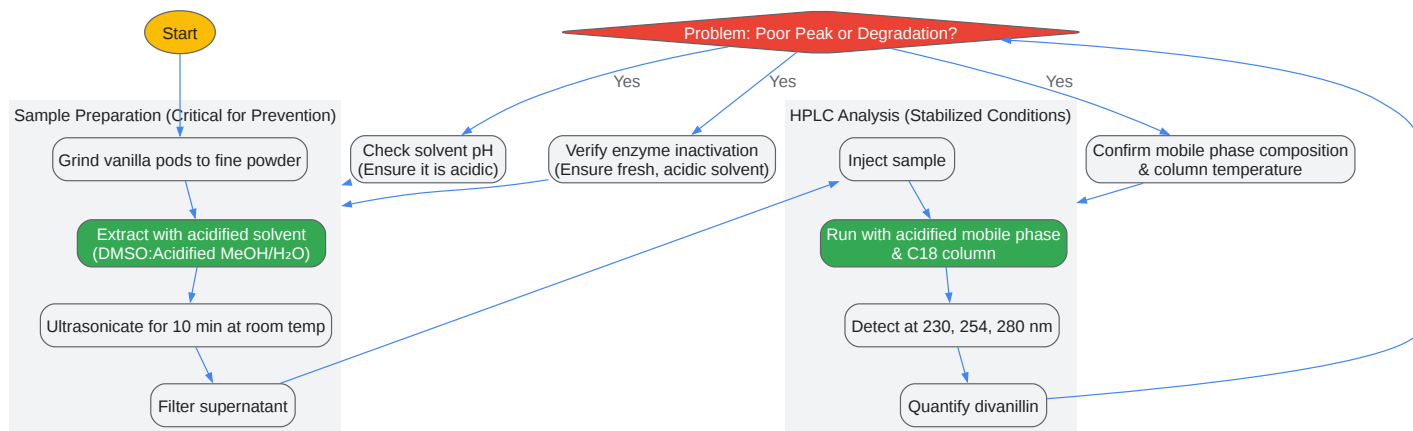 Start
Problem: Poor Peak or Degradation?
Yes
Yes
Yes
Sample Preparation (Critical for Prevention)
Grind vanilla pods to fine powder
Extract with acidified solvent
(DMSO:Acidified MeOH/H₂O)
Ultrasonicate for 10 min at room temp
Filter supernatant
Check solvent pH
(Ensure it is acidic)
Verify enzyme inactivation
(Ensure fresh, acidic solvent)
HPLC Analysis (Stabilized Conditions)
Inject sample
Run with acidified mobile phase
& C18 column
Detect at 230, 254, 280 nm
Quantify divanillin
Confirm mobile phase composition
& column temperature